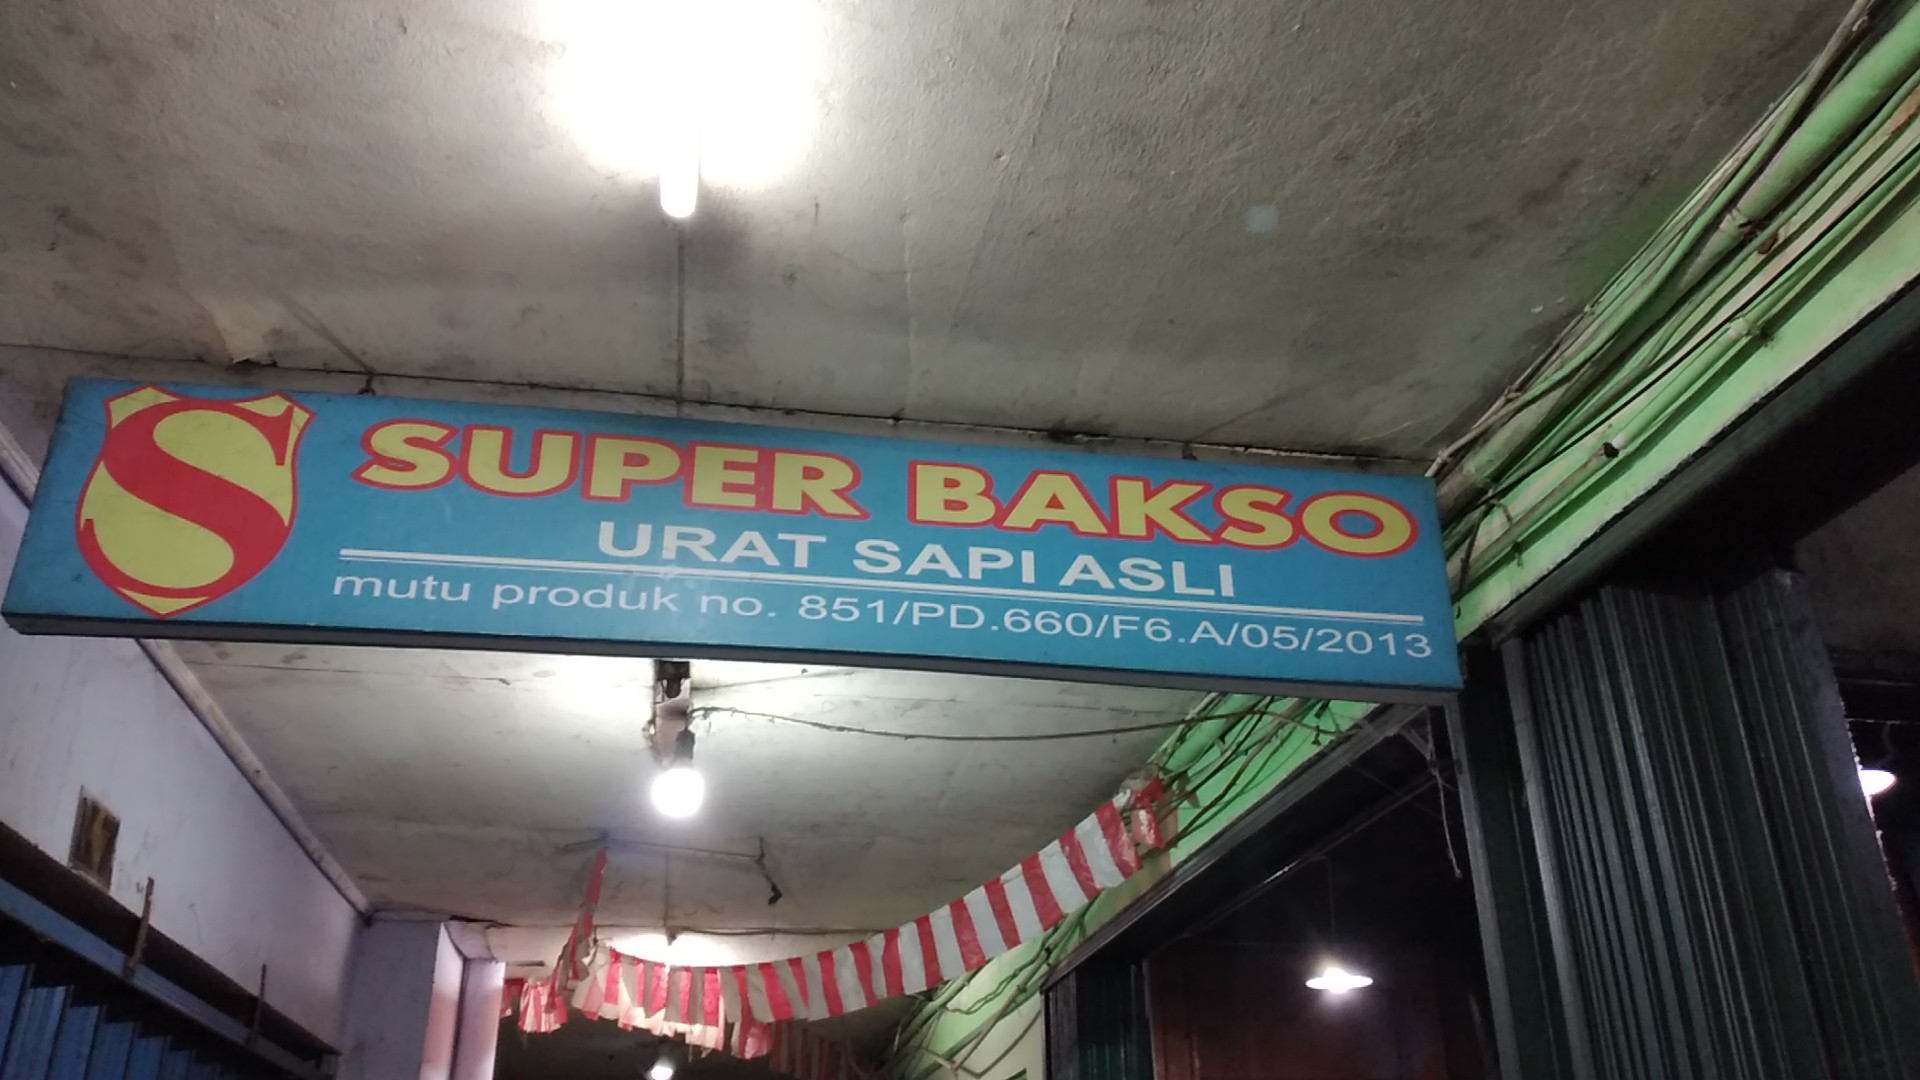 S
SUPER BAKSO
URAT SAPI ASLI
mutu produk no. 851/PD.660/F6.A/05/2013